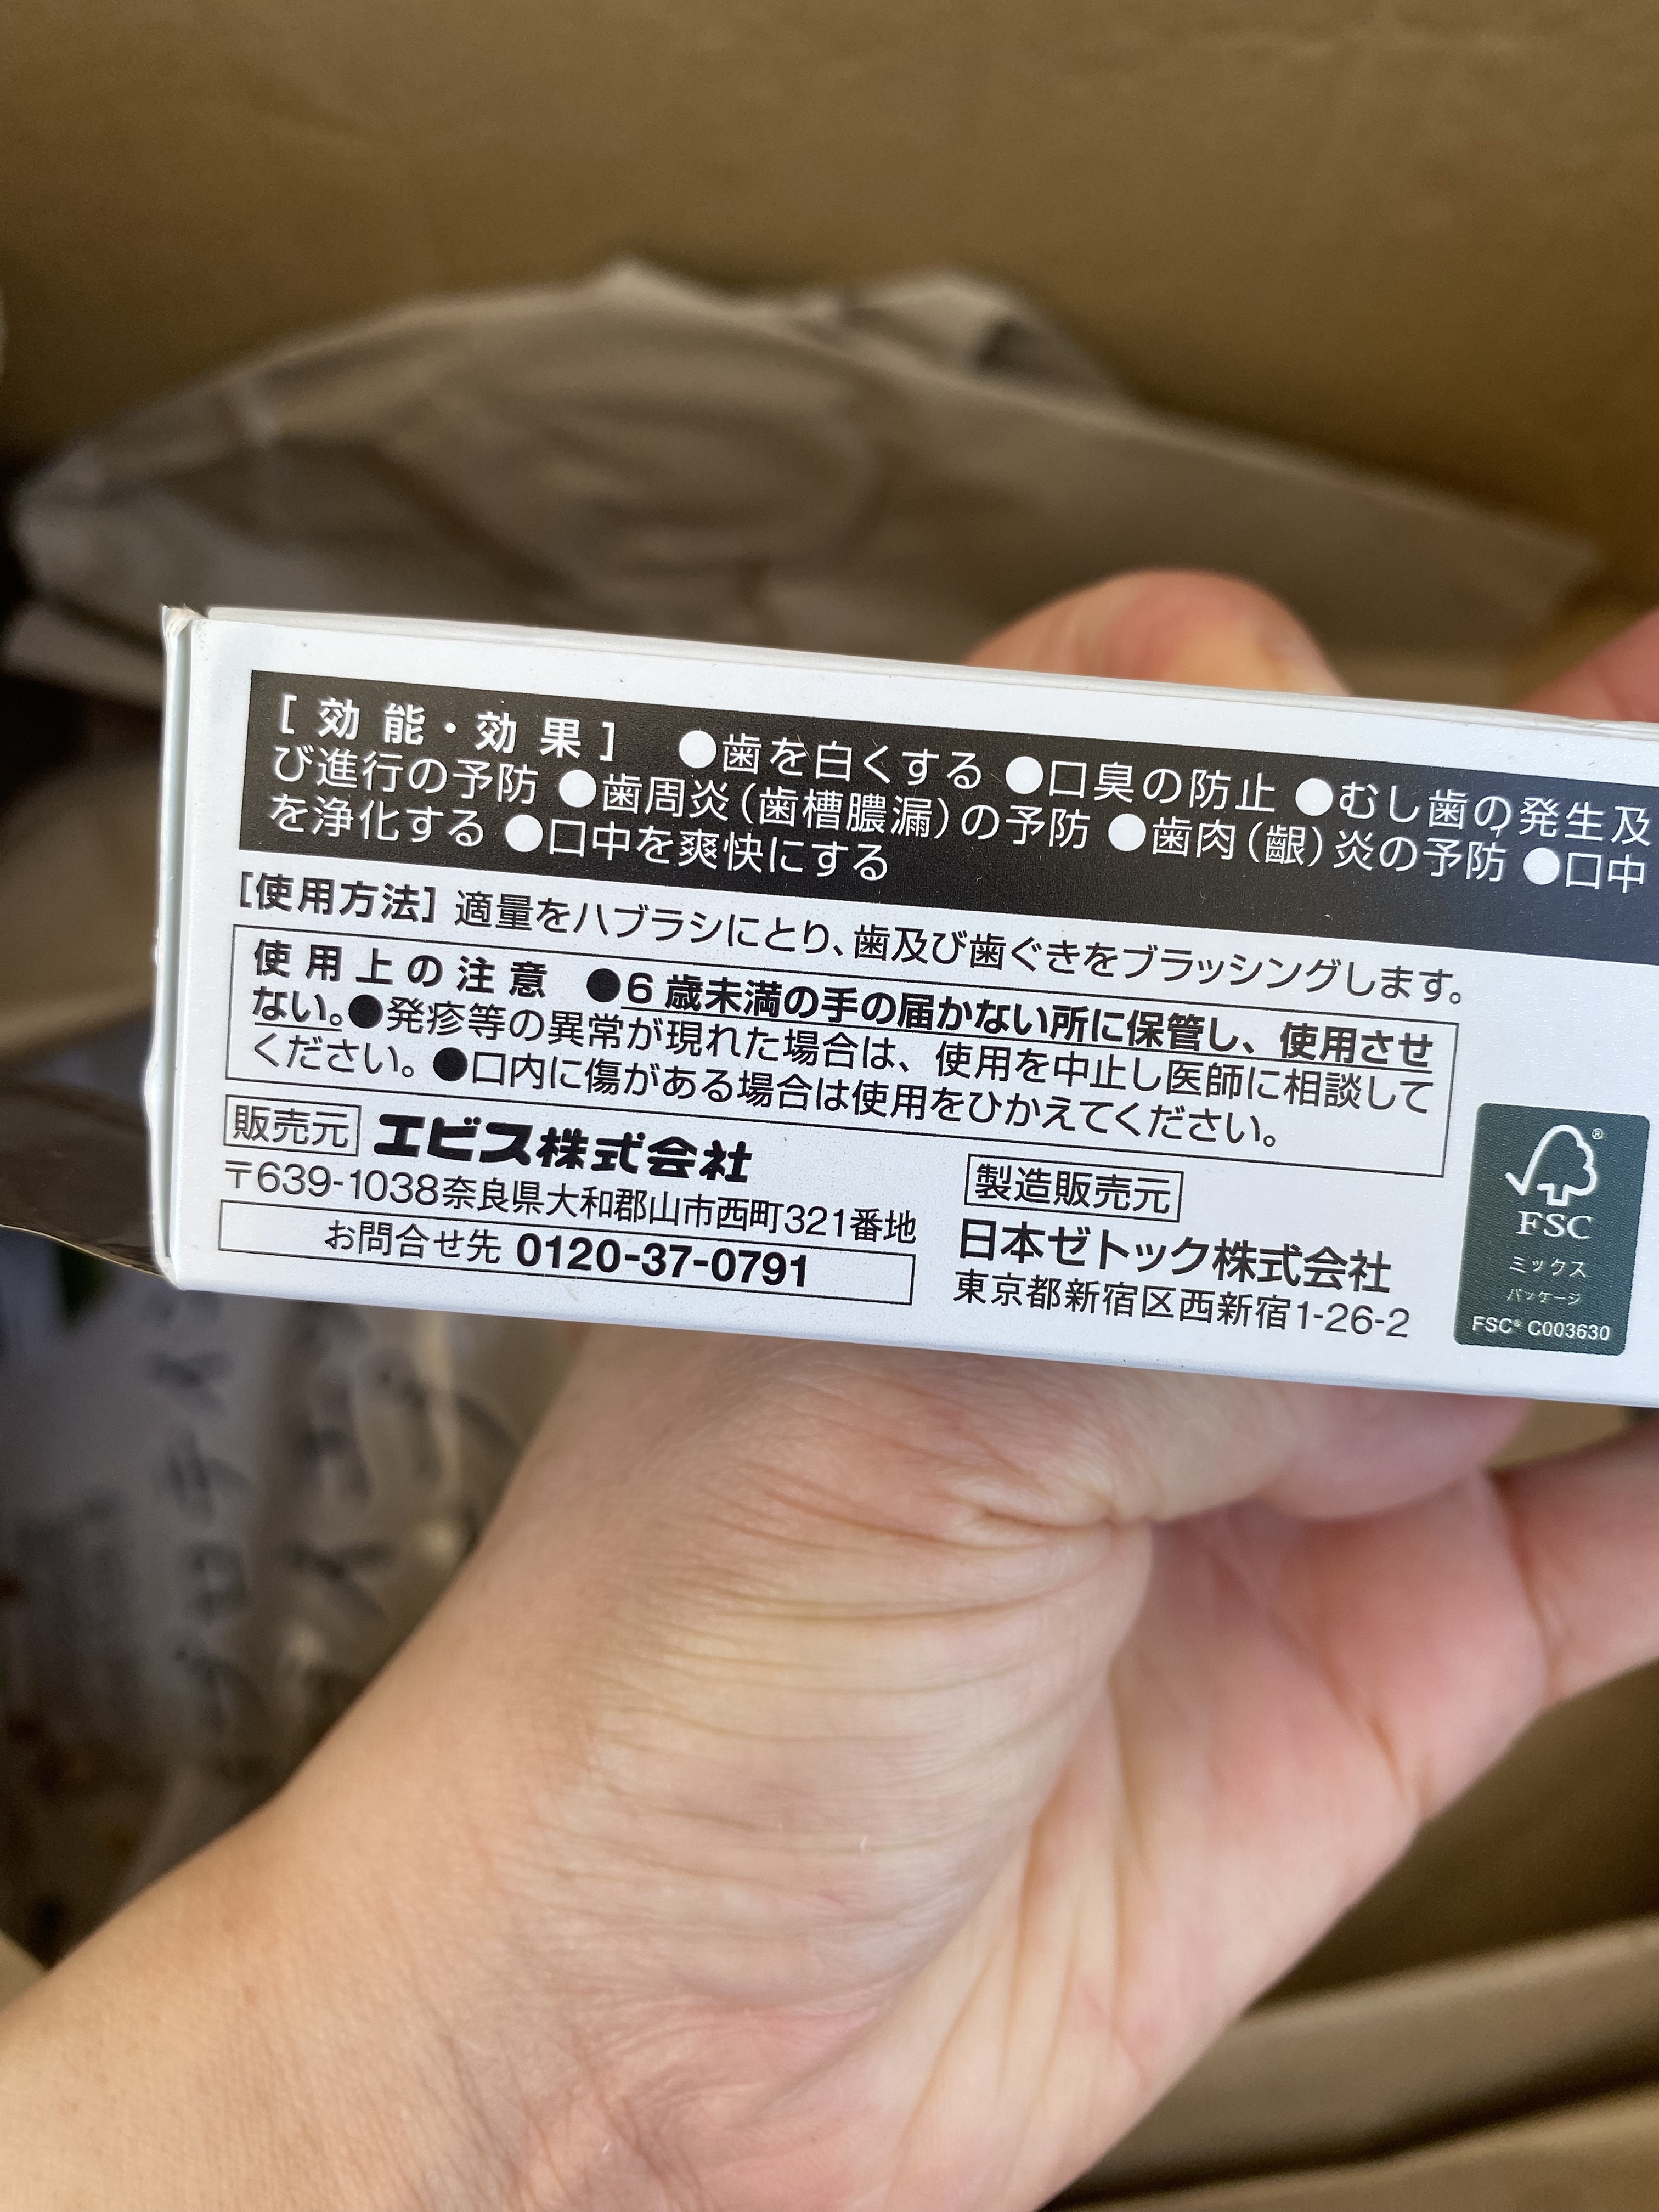 [効能・効果] ●歯を白くする ●口臭の防止 ●むし歯の発生及
び進行の予防 ●歯周炎(歯槽膿漏)の予防 ●歯肉(齦)炎の予防 ●口中
を浄化する ●口中を爽快にする
[使用方法] 適量をハブラシにとり、歯及び歯ぐきをブラッシングします。
使用上の注意 ●6歳未満の手の届かない所に保管し、使用させ
ない。●発疹等の異常が現れた場合は、使用を中止し医師に相談して
ください。●口内に傷がある場合は使用をひかえてください。
販売元 エビス株式会社
〒639-1038奈良県大和郡山市西町321番地
お問合せ先 0120-37-0791
製造販売元
日本ゼトック株式会社
東京都新宿区西新宿1-26-2
®
FSC
ミックス
パッケージ
FSC® C003630